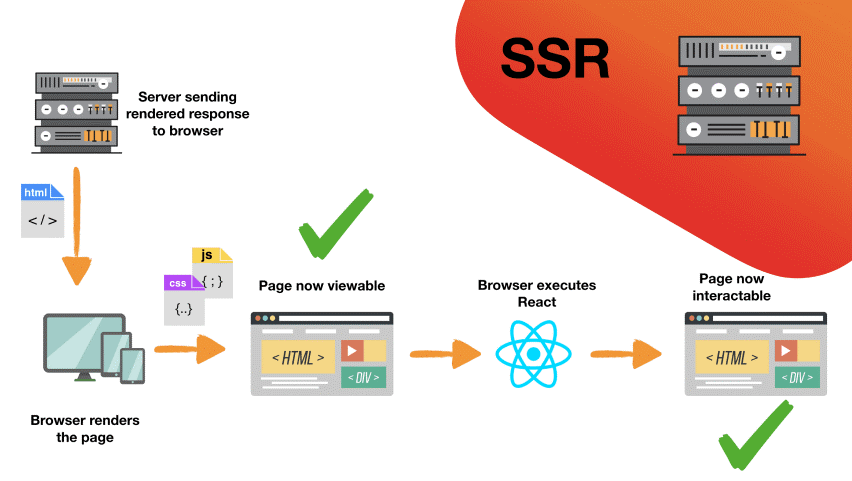 SSR
Server sending
rendered response
to browser
html
</>
js
{ ; }
css
{..}
Browser renders
the page
Page now viewable
< HTML >
< DIV >
Browser executes
React
Page now
interactable
< HTML >
< DIV >